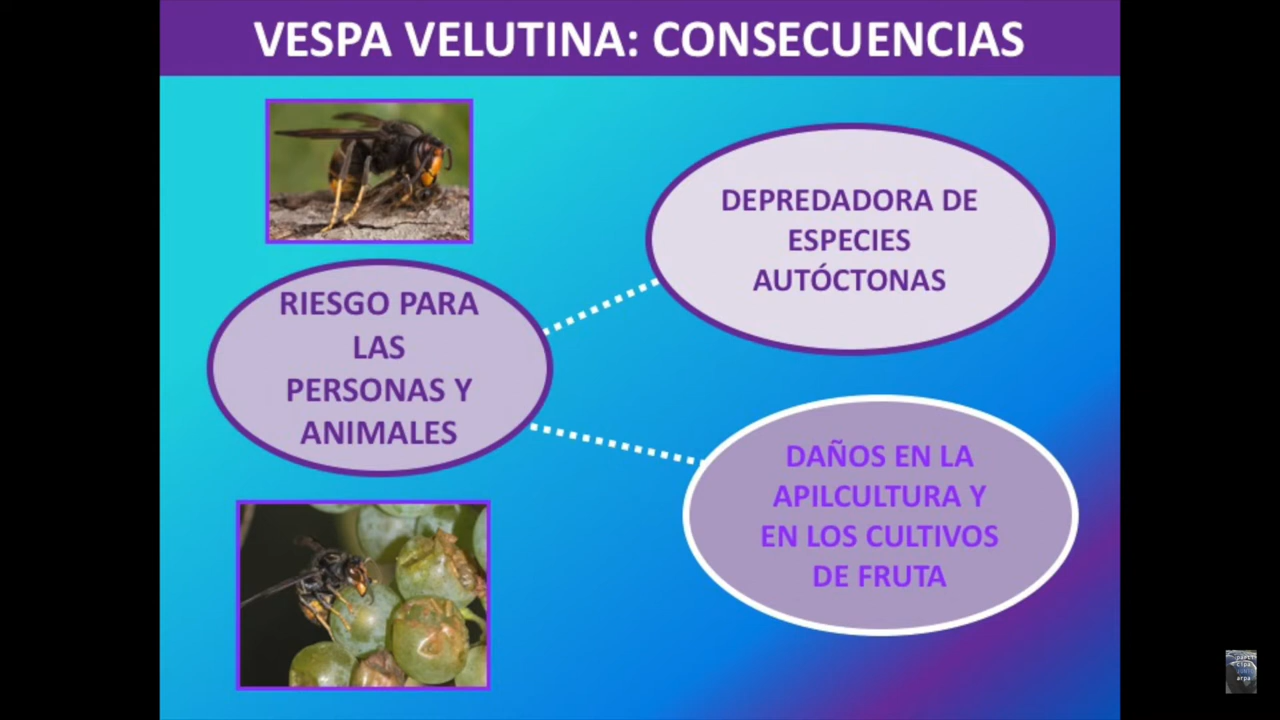 VESPA VELUTINA: CONSECUENCIAS
DEPREDADORA DE
ESPECIES
AUTÓCTONAS
RIESGO PARA
LAS
PERSONAS Y
ANIMALES
DAÑOS EN LA
APILCULTURA Y
EN LOS CULTIVOS
DE FRUTA